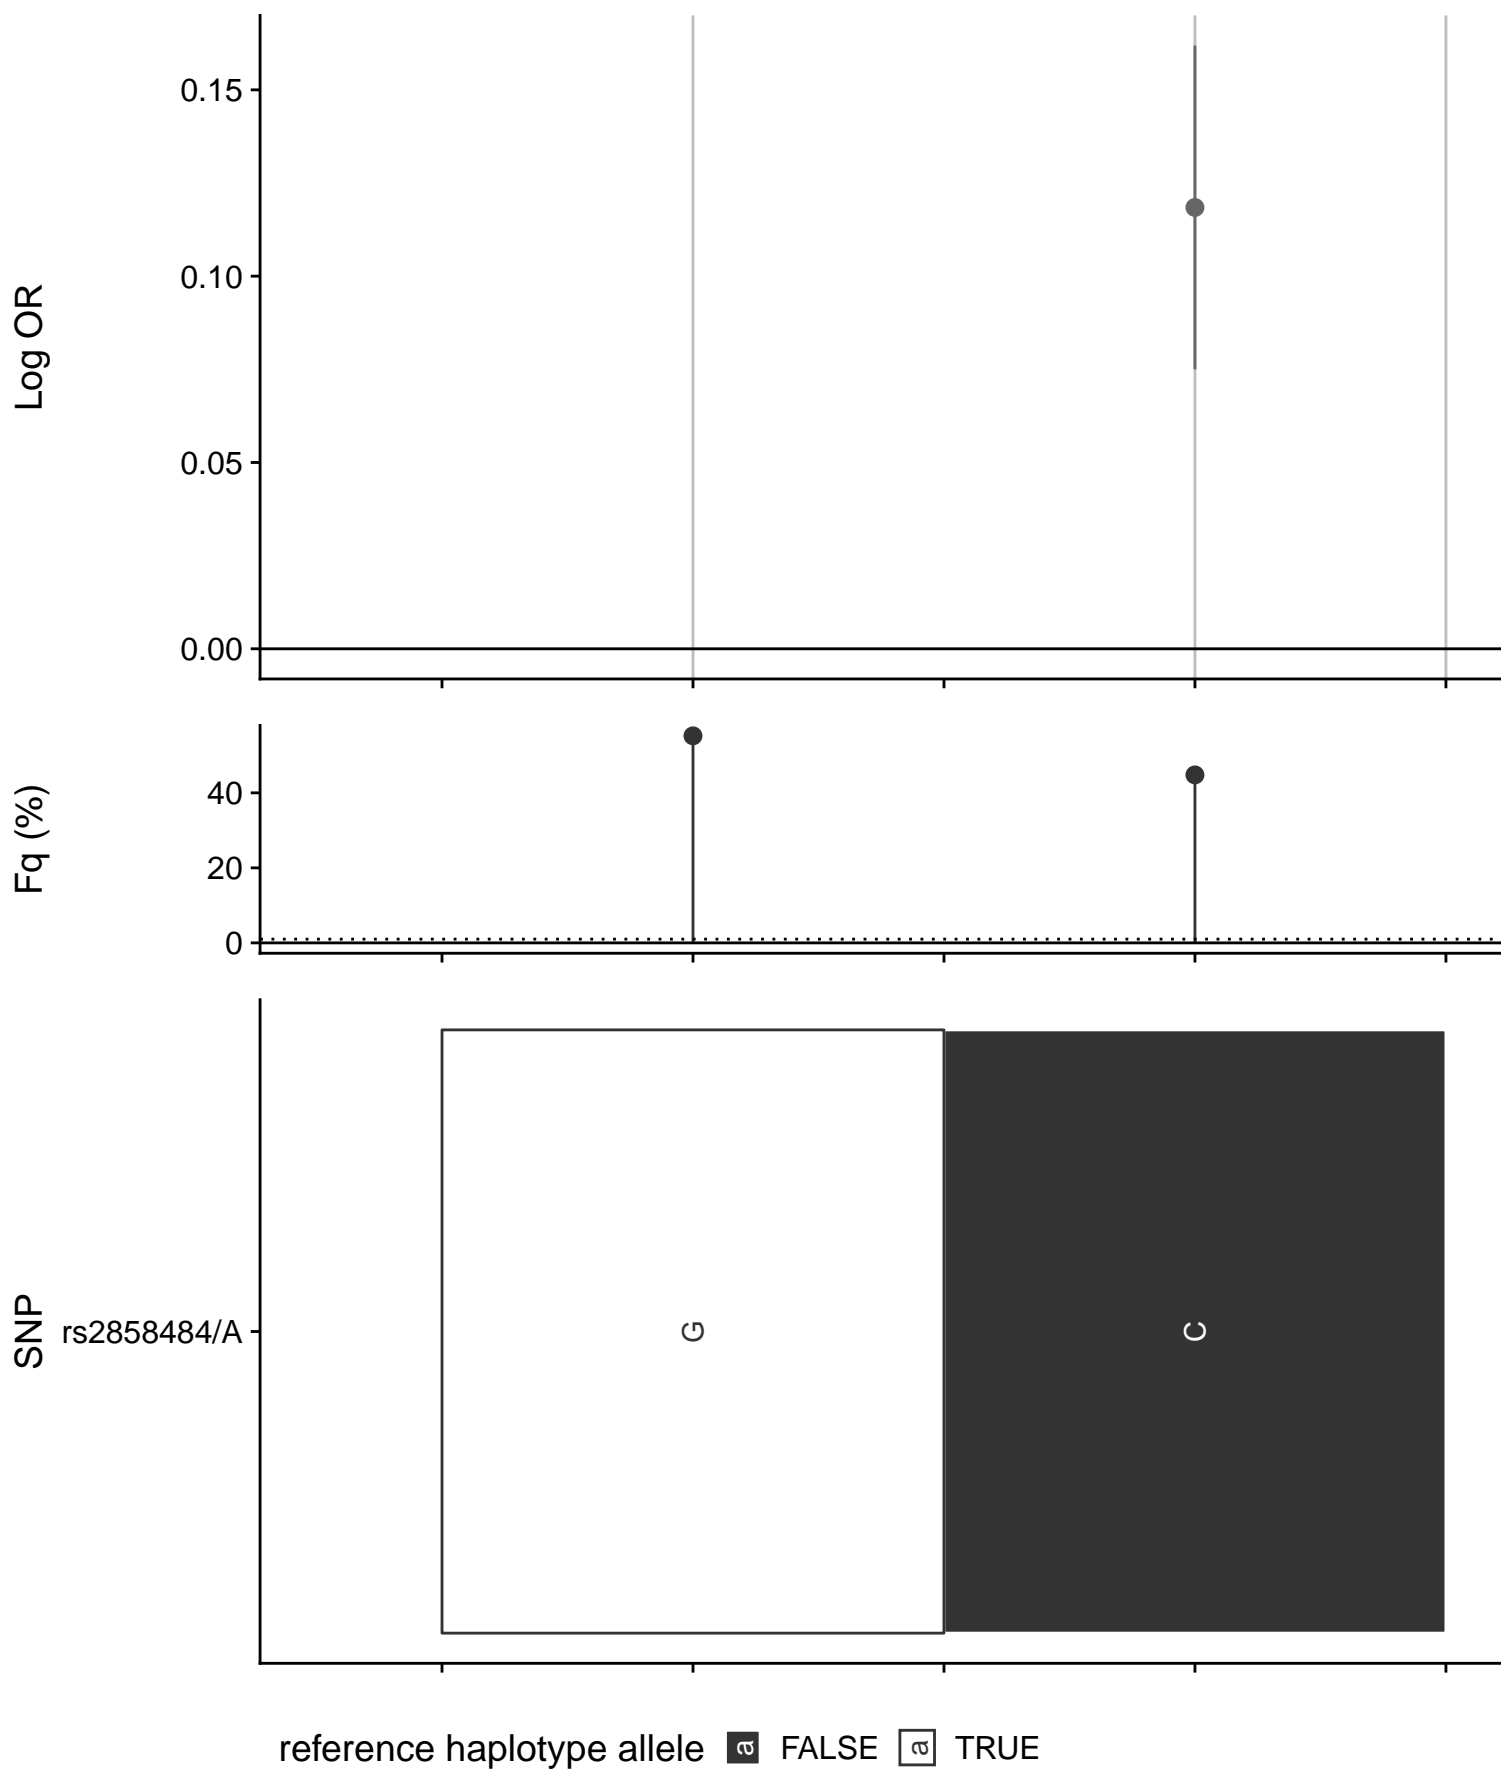 Log OR
0.15
0.10
0.05
0.00
Fq (%)
40
20
0
SNP
rs2858484/A
G
C
reference haplotype allele a FALSE a TRUE